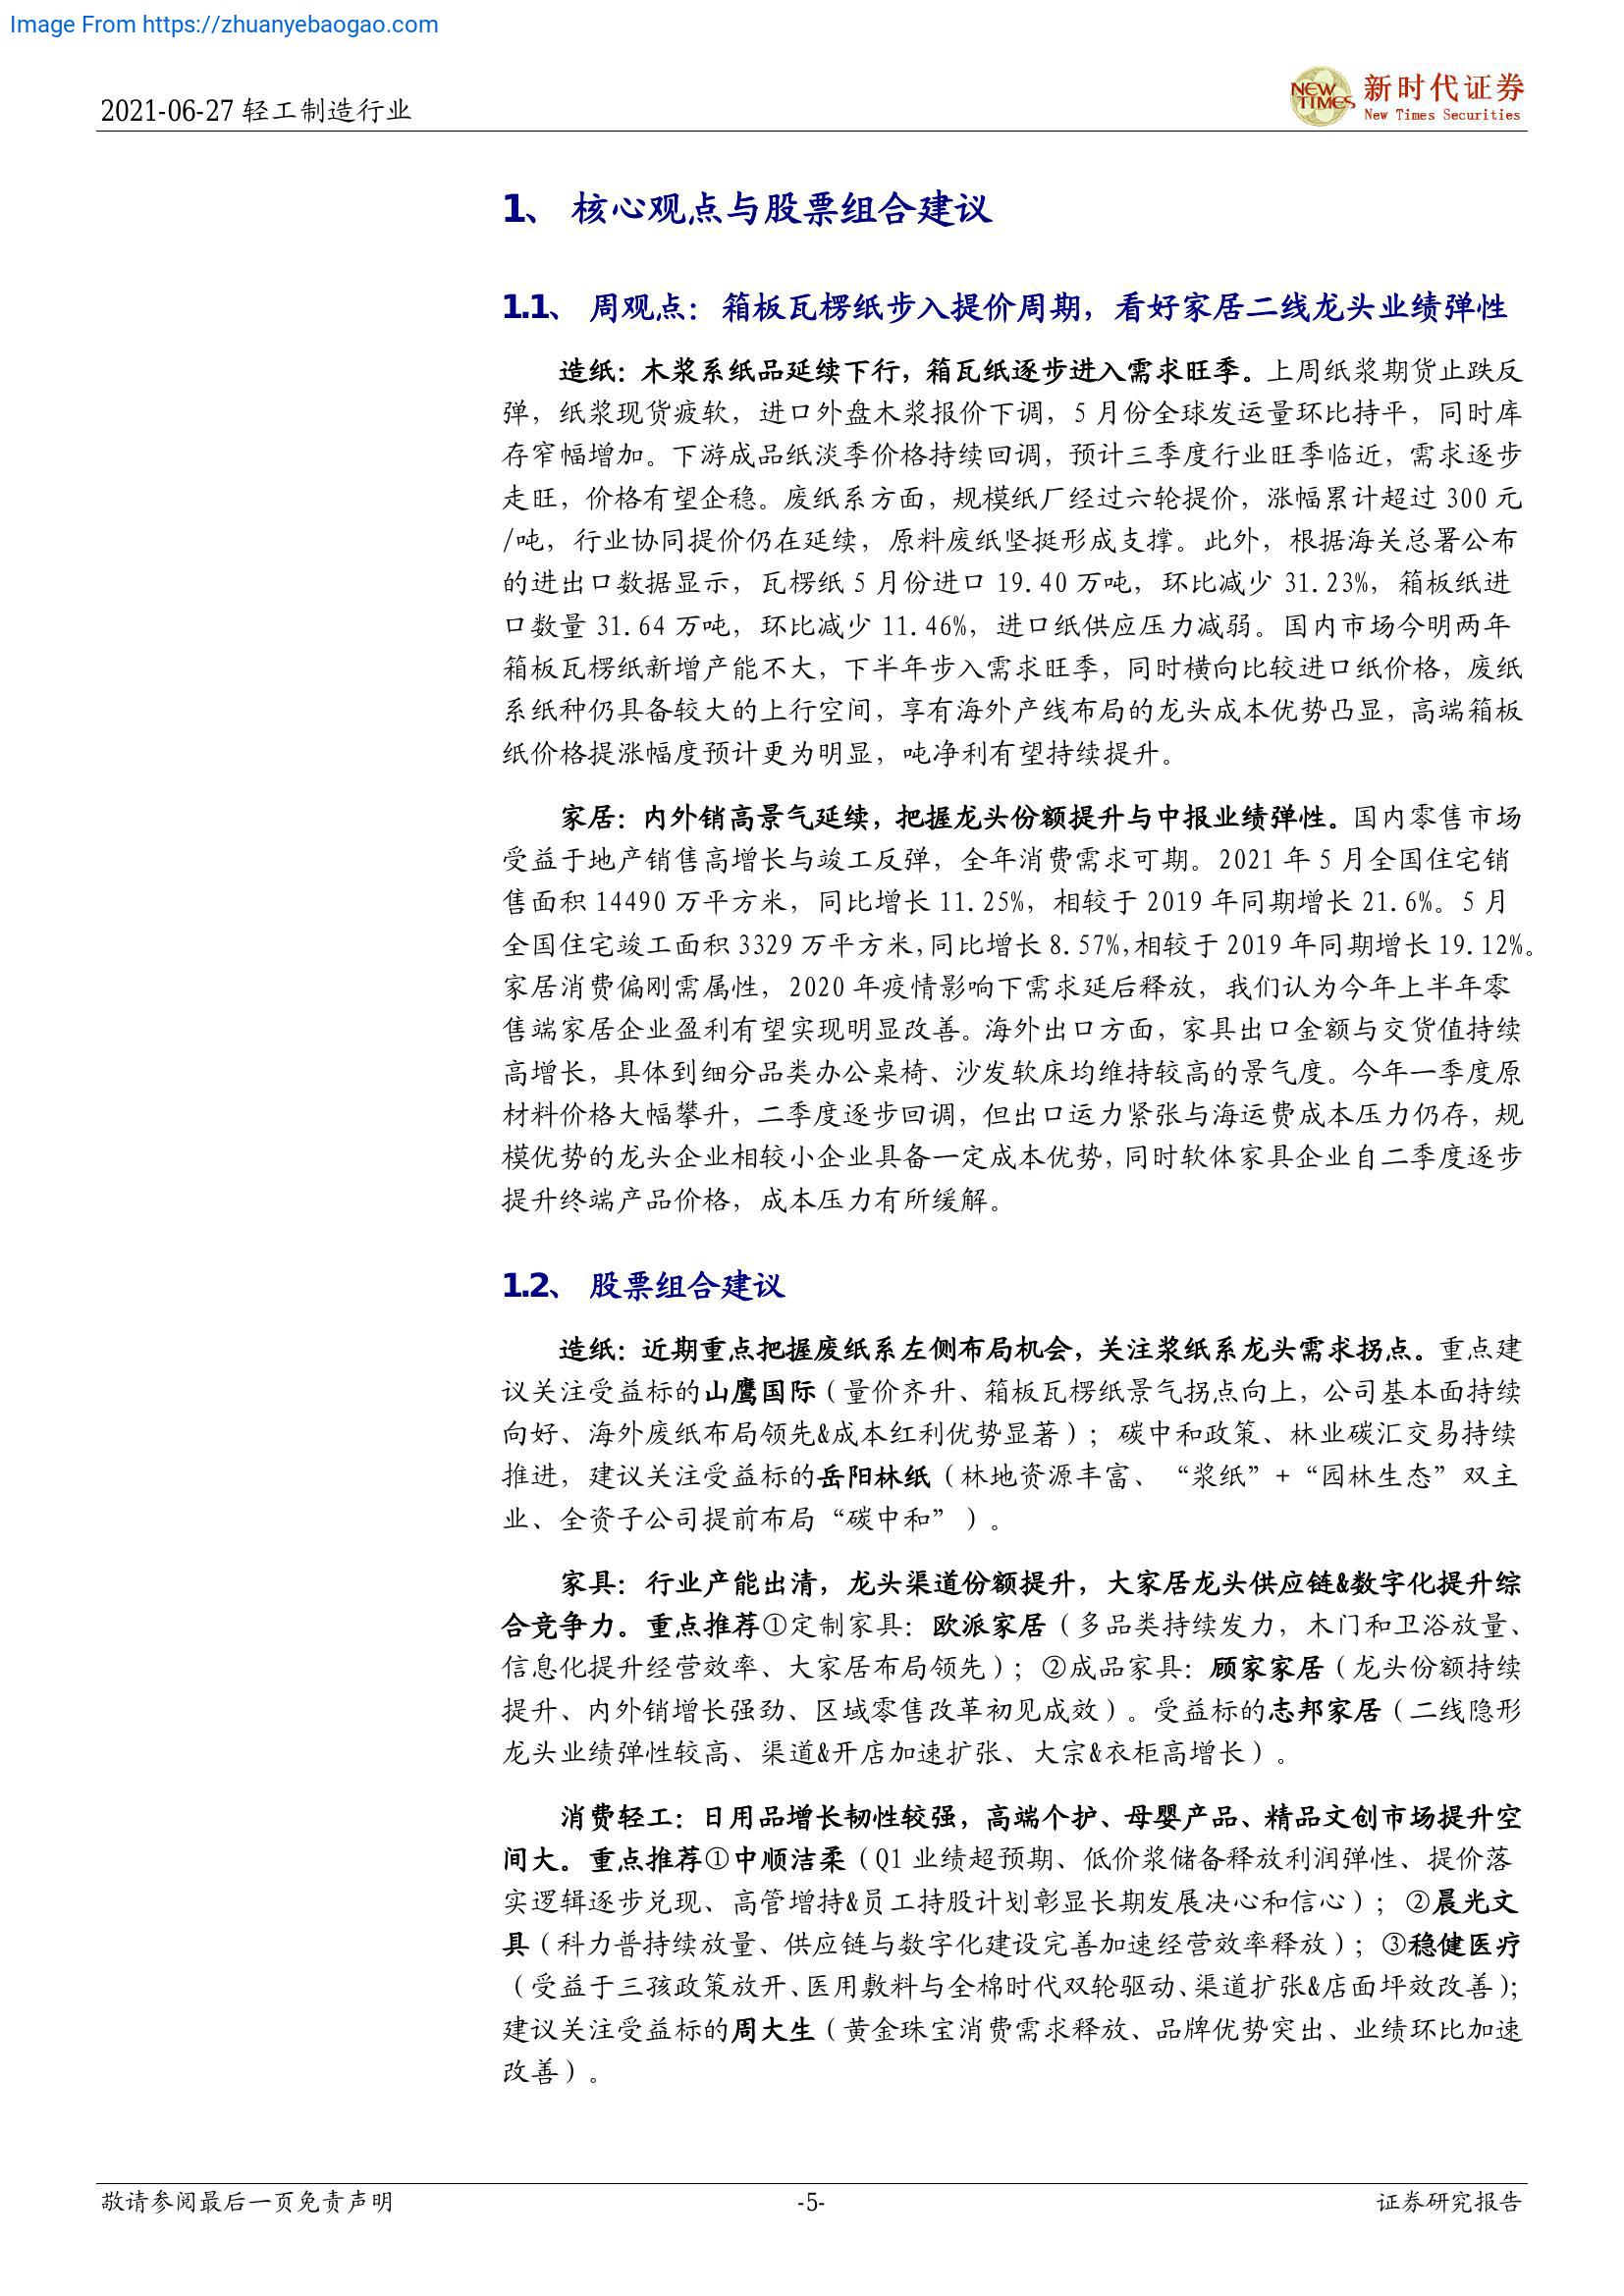 Image From https://zhuanyebaogao.com
2021-06-27 轻工制造行业
NEW TIMES
新时代证券
New Times Securities
1、 核心观点与股票组合建议
1.1、 周观点：箱板瓦楞纸步入提价周期，看好家居二线龙头业绩弹性
造纸：木浆系纸品延续下行，箱瓦纸逐步进入需求旺季。上周纸浆期货止跌反
弹，纸浆现货疲软，进口外盘木浆报价下调，5 月份全球发运量环比持平，同时库
存窄幅增加。下游成品纸淡季价格持续回调，预计三季度行业旺季临近，需求逐步
走旺，价格有望企稳。废纸系方面，规模纸厂经过六轮提价，涨幅累计超过 300 元
/吨，行业协同提价仍在延续，原料废纸坚挺形成支撑。此外，根据海关总署公布
的进出口数据显示，瓦楞纸 5 月份进口 19.40 万吨，环比减少 31.23%，箱板纸进
口数量 31.64 万吨，环比减少 11.46%，进口纸供应压力减弱。国内市场今明两年
箱板瓦楞纸新增产能不大，下半年步入需求旺季，同时横向比较进口纸价格，废纸
系纸种仍具备较大的上行空间，享有海外产线布局的龙头成本优势凸显，高端箱板
纸价格提涨幅度预计更为明显，吨净利有望持续提升。
家居：内外销高景气延续，把握龙头份额提升与中报业绩弹性。国内零售市场
受益于地产销售高增长与竣工反弹，全年消费需求可期。2021 年 5 月全国住宅销
售面积 14490 万平方米，同比增长 11.25%，相较于 2019 年同期增长 21.6%。5 月
全国住宅竣工面积 3329 万平方米，同比增长 8.57%，相较于 2019 年同期增长 19.12%。
家居消费偏刚需属性，2020 年疫情影响下需求延后释放，我们认为今年上半年零
售端家居企业盈利有望实现明显改善。海外出口方面，家具出口金额与交货值持续
高增长，具体到细分品类办公桌椅、沙发软床均维持较高的景气度。今年一季度原
材料价格大幅攀升，二季度逐步回调，但出口运力紧张与海运费成本压力仍存，规
模优势的龙头企业相较小企业具备一定成本优势，同时软体家具企业自二季度逐步
提升终端产品价格，成本压力有所缓解。
1.2、 股票组合建议
造纸：近期重点把握废纸系左侧布局机会，关注浆纸系龙头需求拐点。重点建
议关注受益标的山鹰国际（量价齐升、箱板瓦楞纸景气拐点向上，公司基本面持续
向好、海外废纸布局领先&成本红利优势显著）；碳中和政策、林业碳汇交易持续
推进，建议关注受益标的岳阳林纸（林地资源丰富、“浆纸”+“园林生态”双主
业、全资子公司提前布局“碳中和”）。
家具：行业产能出清，龙头渠道份额提升，大家居龙头供应链&数字化提升综
合竞争力。重点推荐①定制家具：欧派家居（多品类持续发力，木门和卫浴放量、
信息化提升经营效率、大家居布局领先）；②成品家具：顾家家居（龙头份额持续
提升、内外销增长强劲、区域零售改革初见成效）。受益标的志邦家居（二线隐形
龙头业绩弹性较高、渠道&开店加速扩张、大宗&衣柜高增长）。
消费轻工：日用品增长韧性较强，高端个护、母婴产品、精品文创市场提升空
间大。重点推荐①中顺洁柔（Q1 业绩超预期、低价浆储备释放利润弹性、提价落
实逻辑逐步兑现、高管增持&员工持股计划彰显长期发展决心和信心）；②晨光文
具（科力普持续放量、供应链与数字化建设完善加速经营效率释放）；③稳健医疗
（受益于三孩政策放开、医用敷料与全棉时代双轮驱动、渠道扩张&店面坪效改善）；
建议关注受益标的周大生（黄金珠宝消费需求释放、品牌优势突出、业绩环比加速
改善）。
敬请参阅最后一页免责声明
-5-
证券研究报告